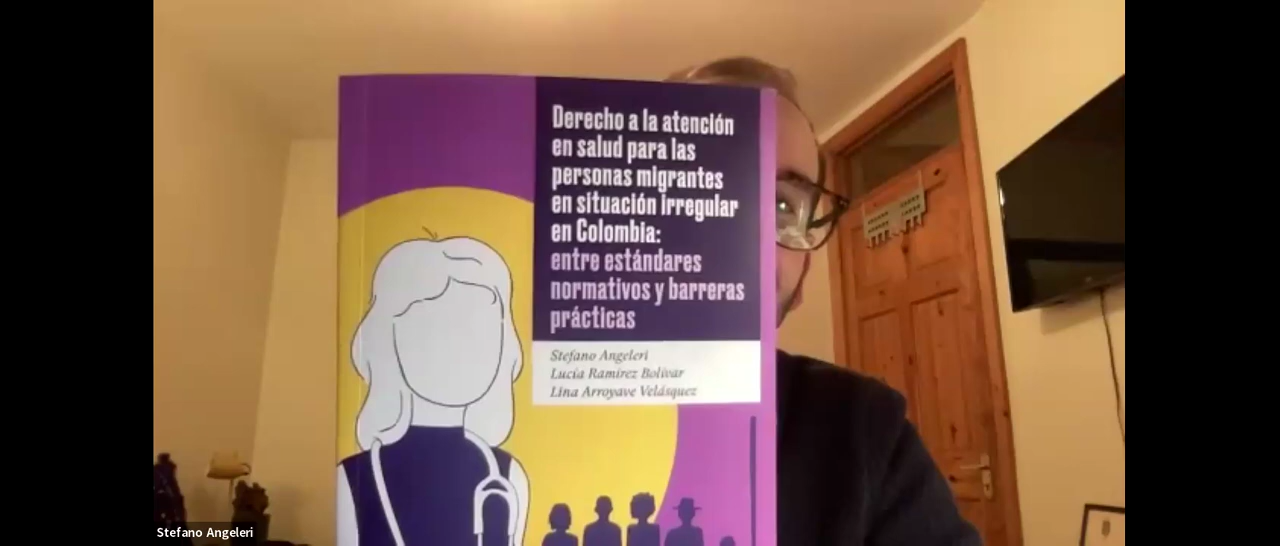 Derecho a la atención
en salud para las
personas migrantes
en situación irregular
en Colombia:
entre estándares
normativos y barreras
prácticas
Stefano Angeleri
Lucía Ramírez Bolívar
Lina Arroyave Velásquez
Stefano Angeleri